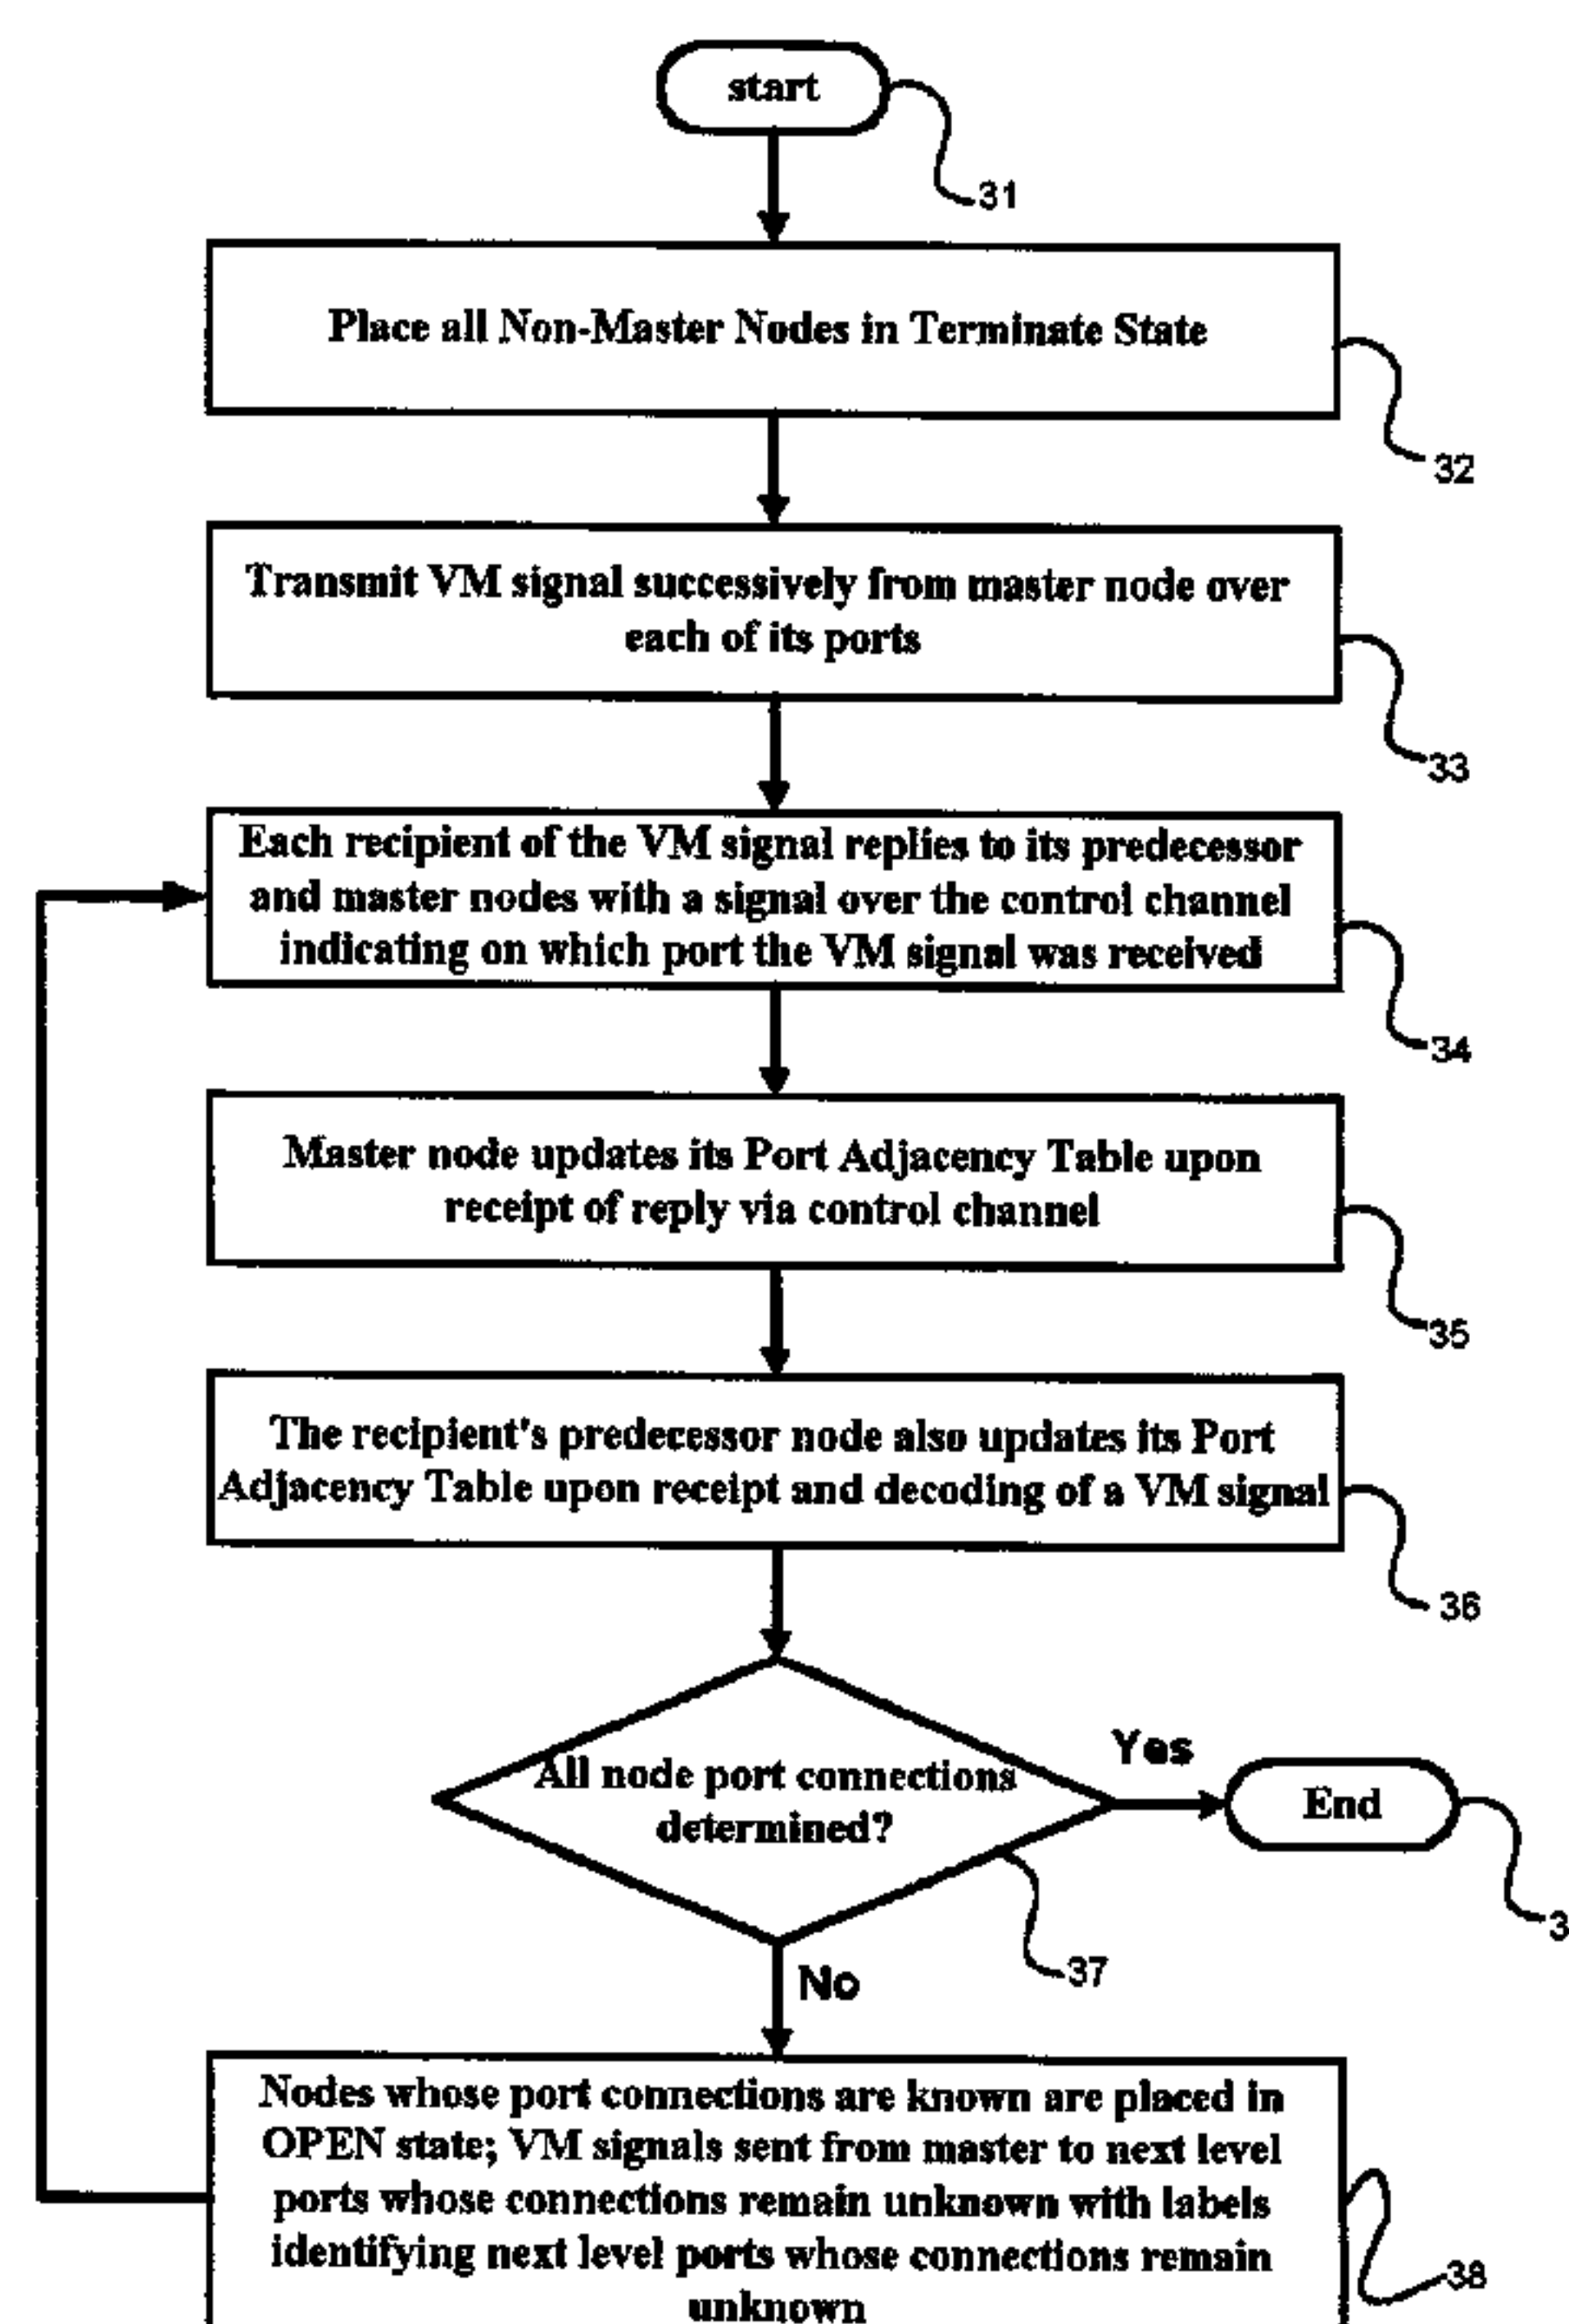 start
31
Place all Non-Master Nodes in Terminate State
32
Transmit VM signal successively from master node over
each of its ports
33
Each recipient of the VM signal replies to its predecessor
and master nodes with a signal over the control channel
indicating on which port the VM signal was received
34
Master node updates its Port Adjacency Table upon
receipt of reply via control channel
35
The recipient's predecessor node also updates its Port
Adjacency Table upon receipt and decoding of a VM signal
36
All node port connections
determined?
Yes
End
3
37
No
Nodes whose port connections are known are placed in
OPEN state; VM signals sent from master to next level
ports whose connections remain unknown with labels
identifying next level ports whose connections remain
unknown
38